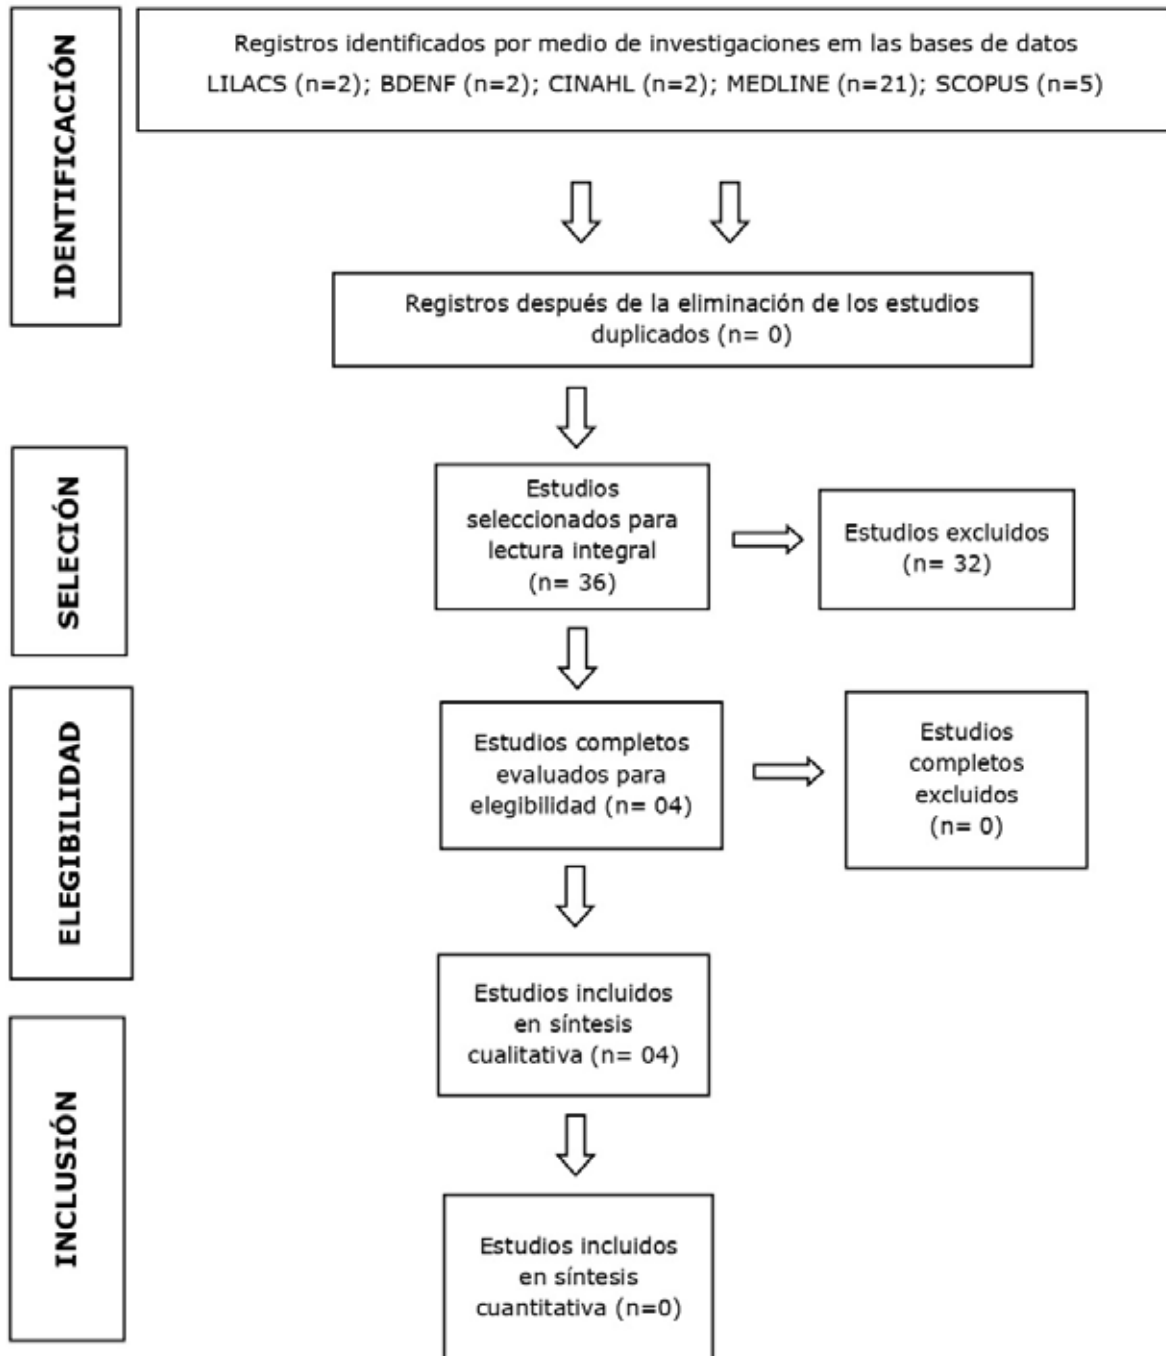 IDENTIFICACIÓN
Registros identificados por medio de investigaciones em las bases de datos
LILACS (n=2); BDENF (n=2); CINAHL (n=2); MEDLINE (n=21); SCOPUS (n=5)
Registros después de la eliminación de los estudios
duplicados (n= 0)
SELECIÓN
Estudios
seleccionados para
lectura integral
(n= 36)
Estudios excluidos
(n= 32)
ELEGIBILIDAD
Estudios completos
evaluados para
elegibilidad (n= 04)
Estudios
completos
excluidos
(n= 0)
Estudios incluidos
en síntesis
cualitativa (n= 04)
INCLUSIÓN
Estudios incluidos
en síntesis
cuantitativa (n=0)